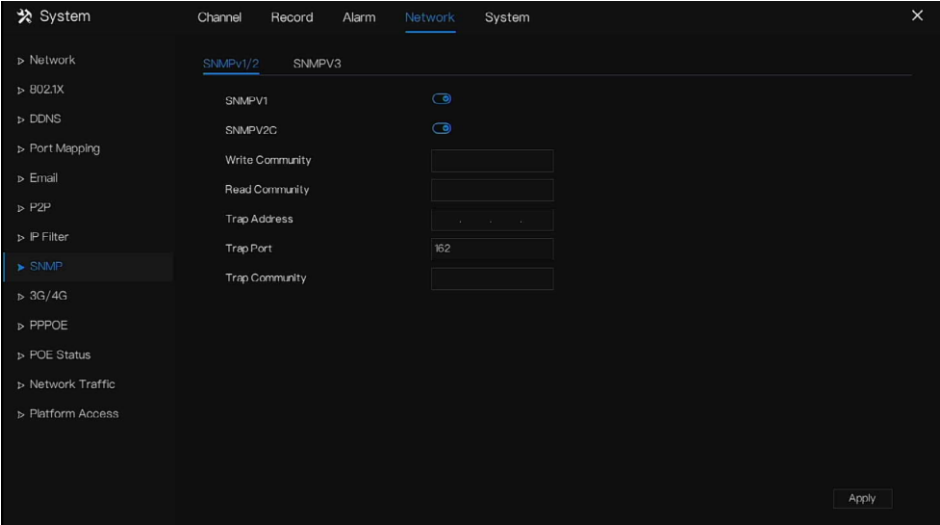 System
Channel Record Alarm Network System
Network
802.1X
DDNS
Port Mapping
Email
P2P
IP Filter
SNMP
3G/4G
PPPOE
POE Status
Network Traffic
Platform Access
SNMPv1/2 SNMPV3
SNMPV1
SNMPV2C
Write Community
Read Community
Trap Address . . .
Trap Port 162
Trap Community
Apply